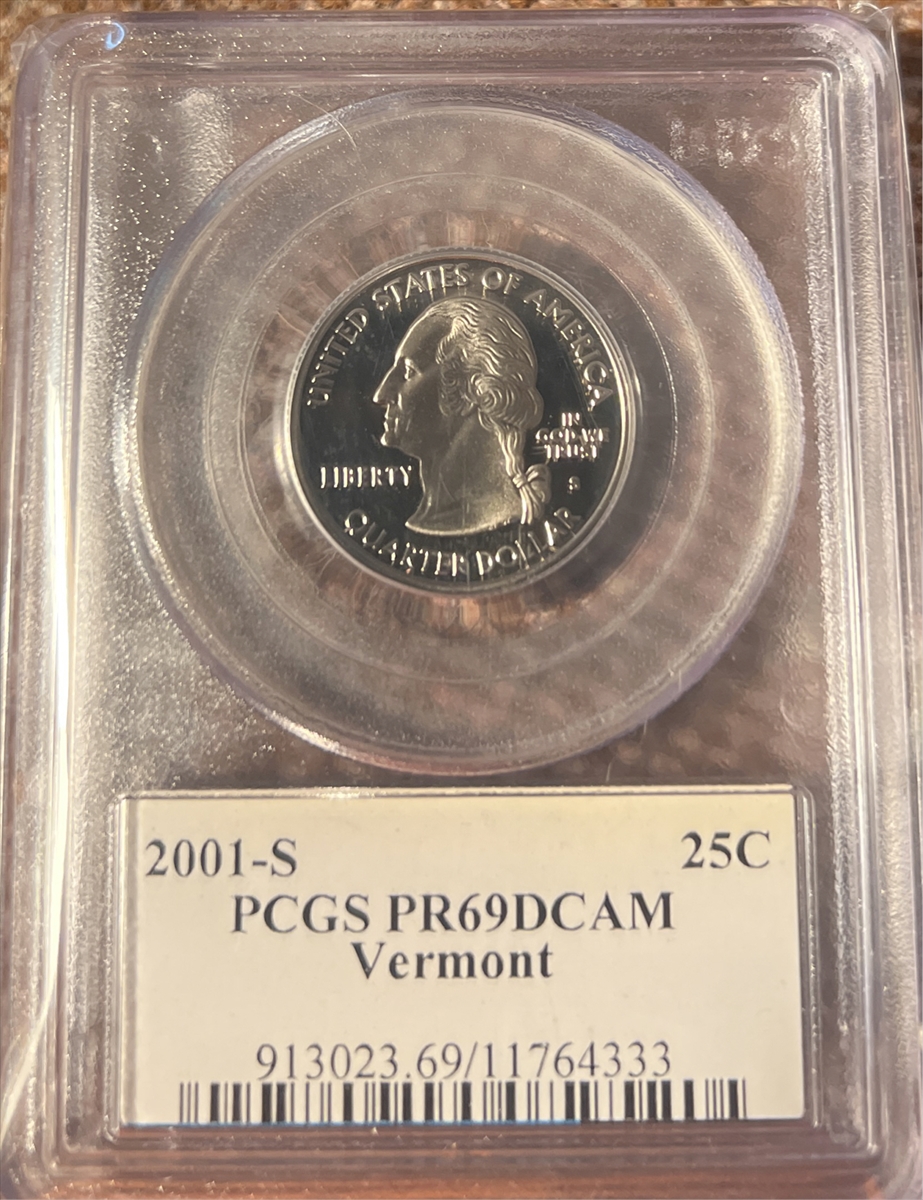 UNITED STATES OF AMERICA
IN
GOD WE
TRUST
LIBERTY
S
QUARTER DOLLAR
2001-S 25C
PCGS PR69DCAM
Vermont
913023.69/11764333